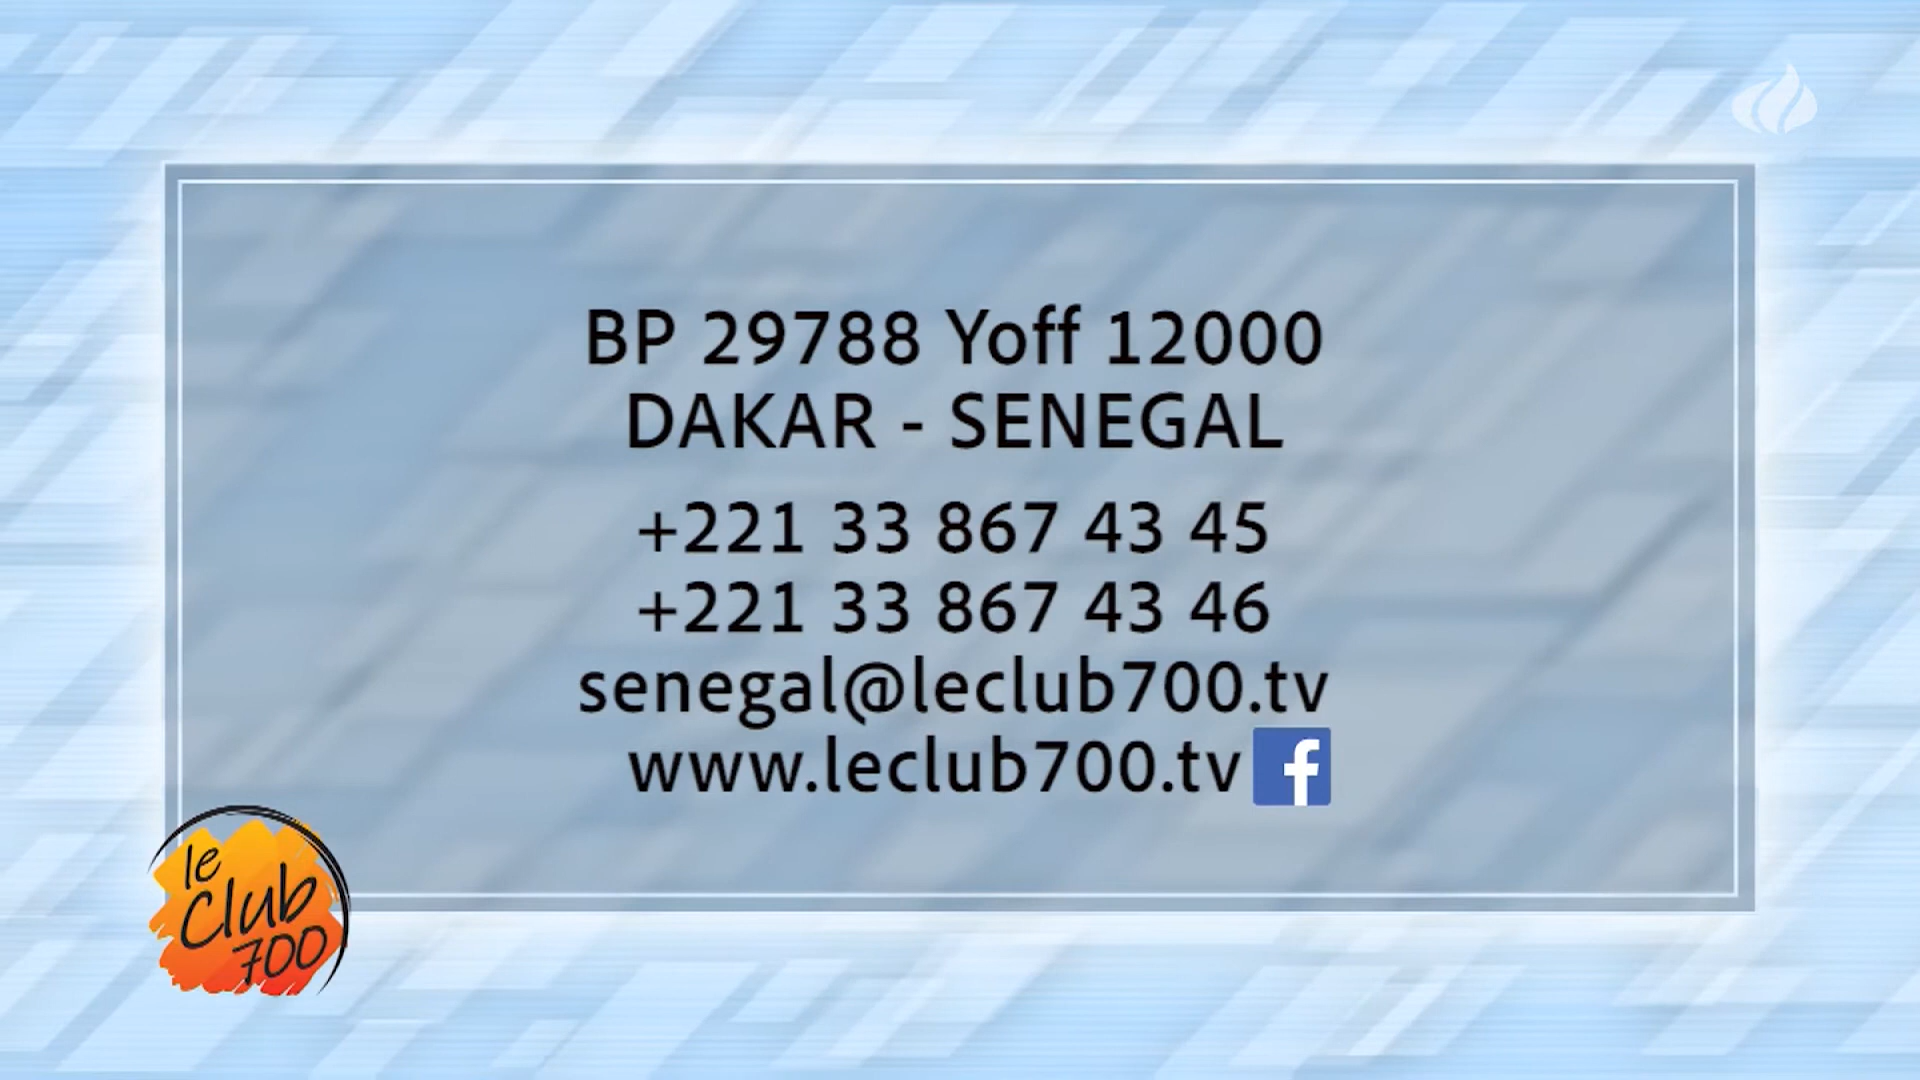 BP 29788 Yoff 12000
DAKAR - SENEGAL
+221 33 867 43 45
+221 33 867 43 46
senegal@leclub700.tv
www.leclub700.tv
le
Club
700